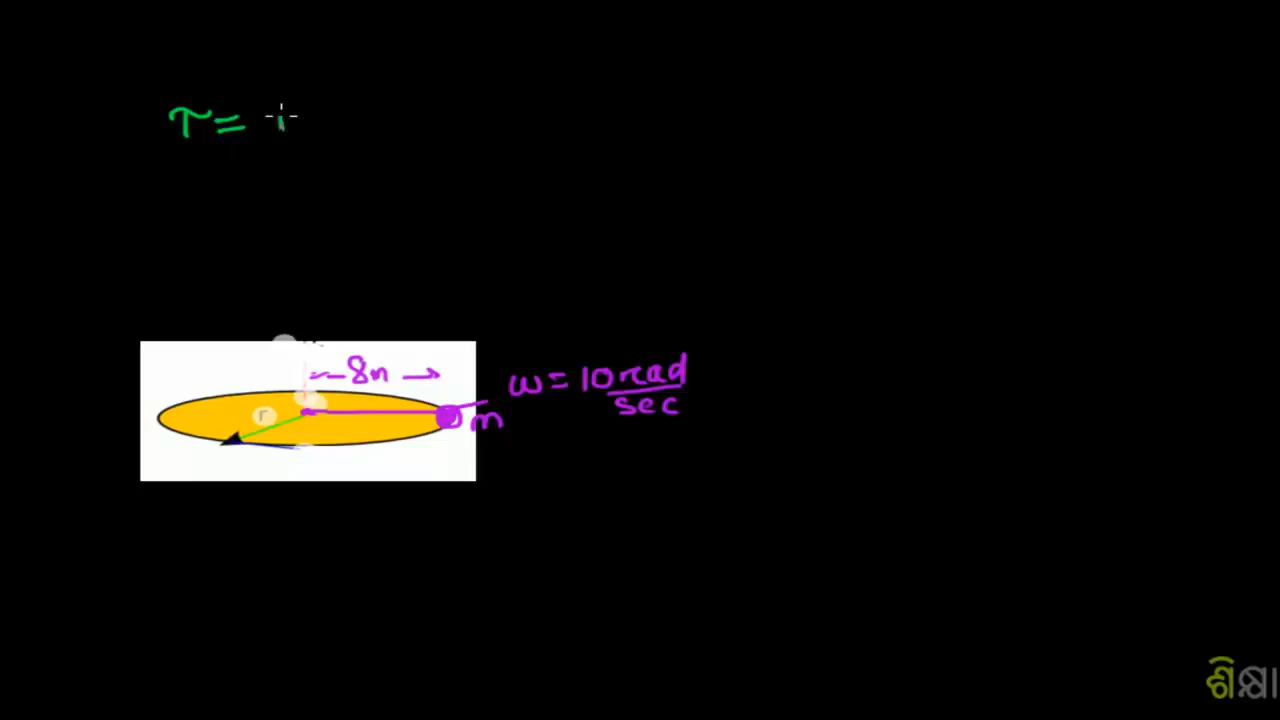 τ =
8m
ω = 10 rad/sec
r
m
ଶିକ୍ଷା